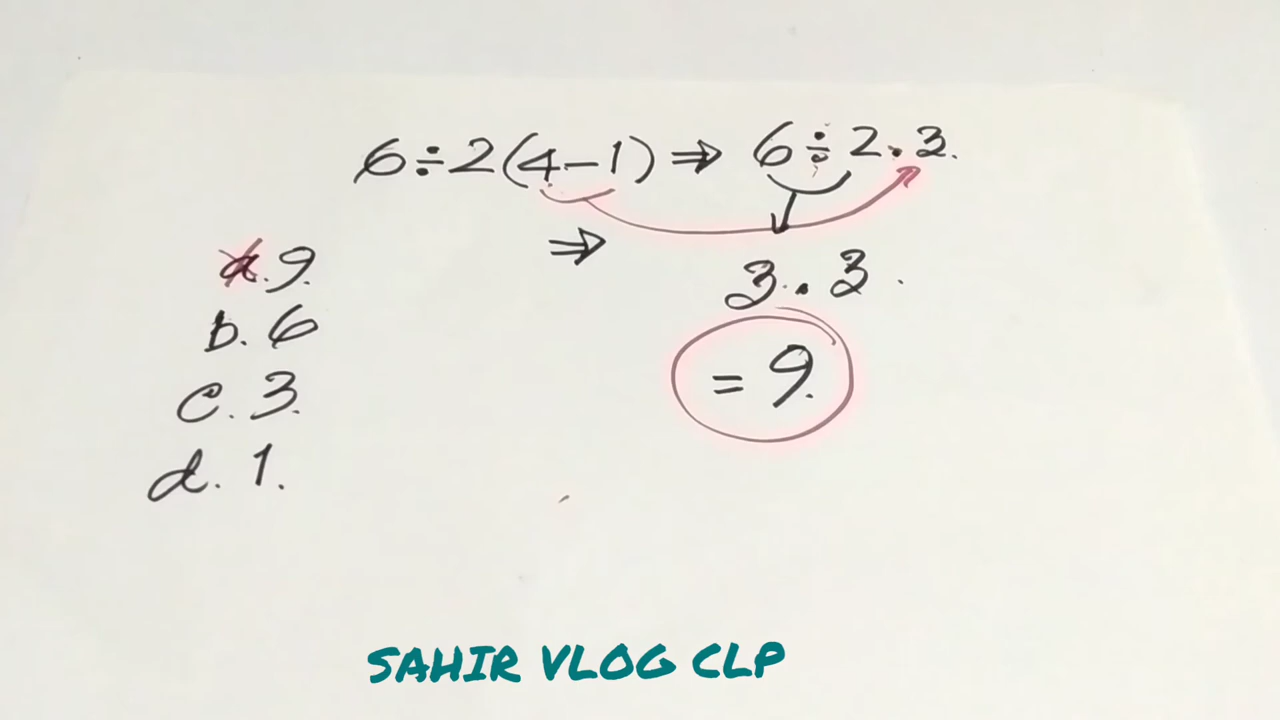 6÷2(4-1) ⇒ 6÷2.3.
⇒
3.3.
= 9.
a.9.
b.6
c.3.
d.1.
SAHIR VLOG CLP